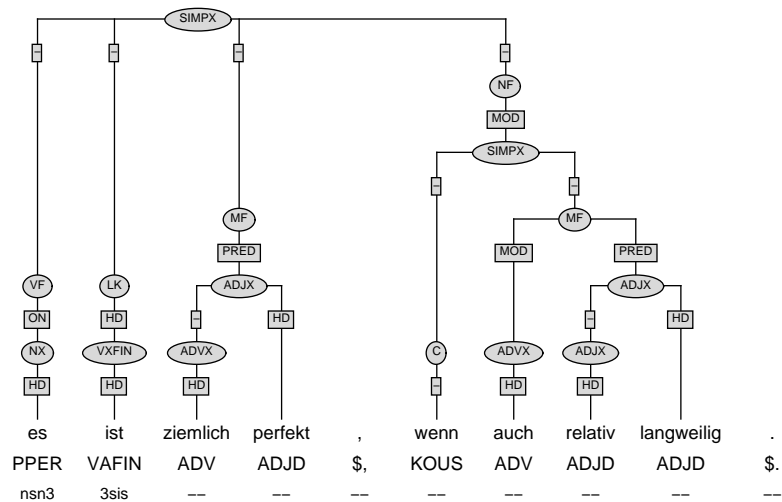 SIMPX
– – – –
NF
MOD
SIMPX
– –
MF MF
PRED MOD PRED
VF LK ADJX ADJX
ON HD – HD – HD
NX VXFIN ADVX C ADVX ADJX
HD HD HD – HD HD
es ist ziemlich perfekt , wenn auch relativ langweilig .
PPER VAFIN ADV ADJD $, KOUS ADV ADJD ADJD $.
nsn3 3sis −− −− −− −− −− −− −− −−